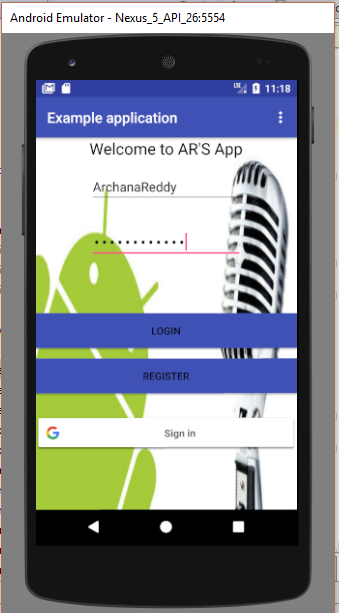 Android Emulator - Nexus_5_API_26:5554
LTE 11:18
Example application
Welcome to AR'S App
ArchanaReddy
••••••••••••
LOGIN
REGISTER
G Sign in